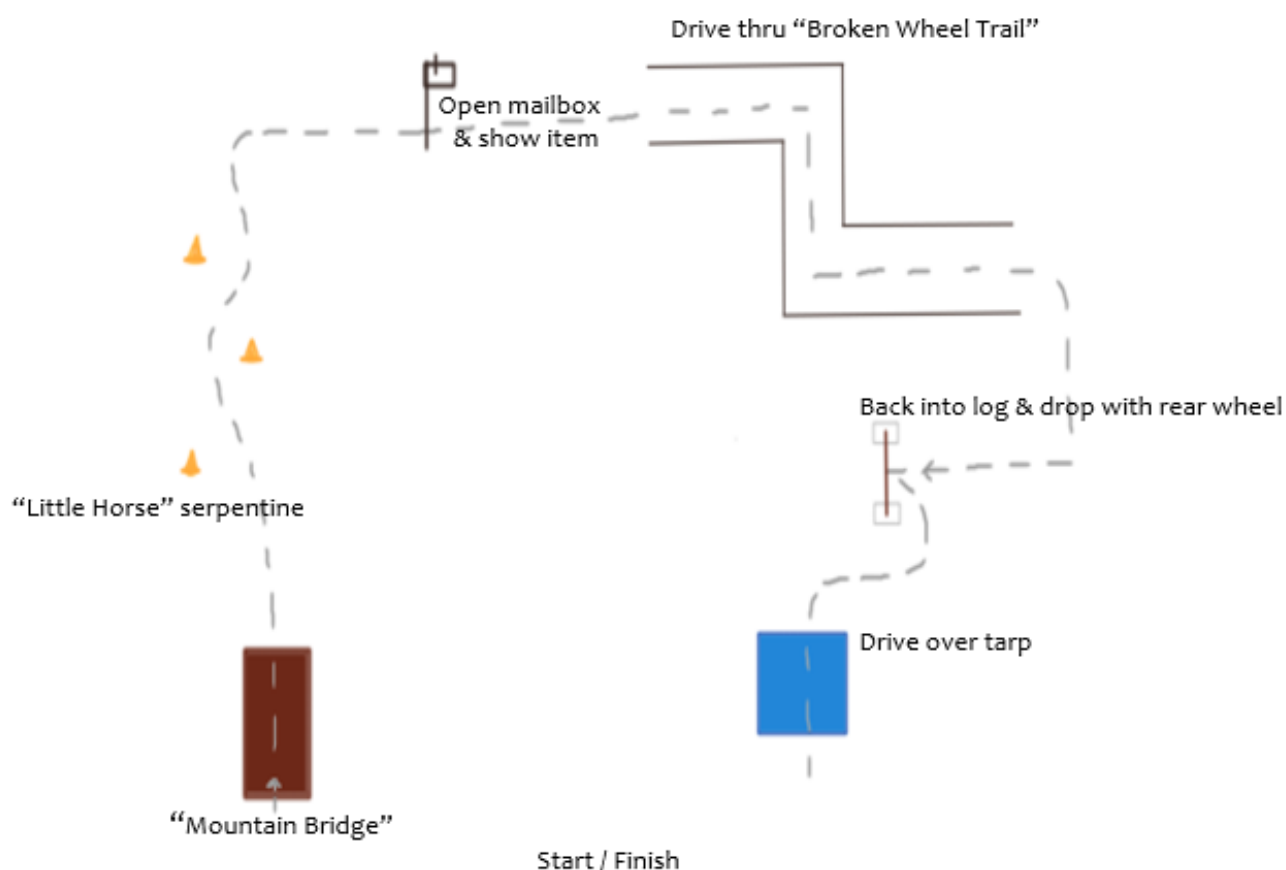 Drive thru “Broken Wheel Trail”
Open mailbox
& show item
Back into log & drop with rear wheel
“Little Horse” serpentine
Drive over tarp
“Mountain Bridge”
Start / Finish